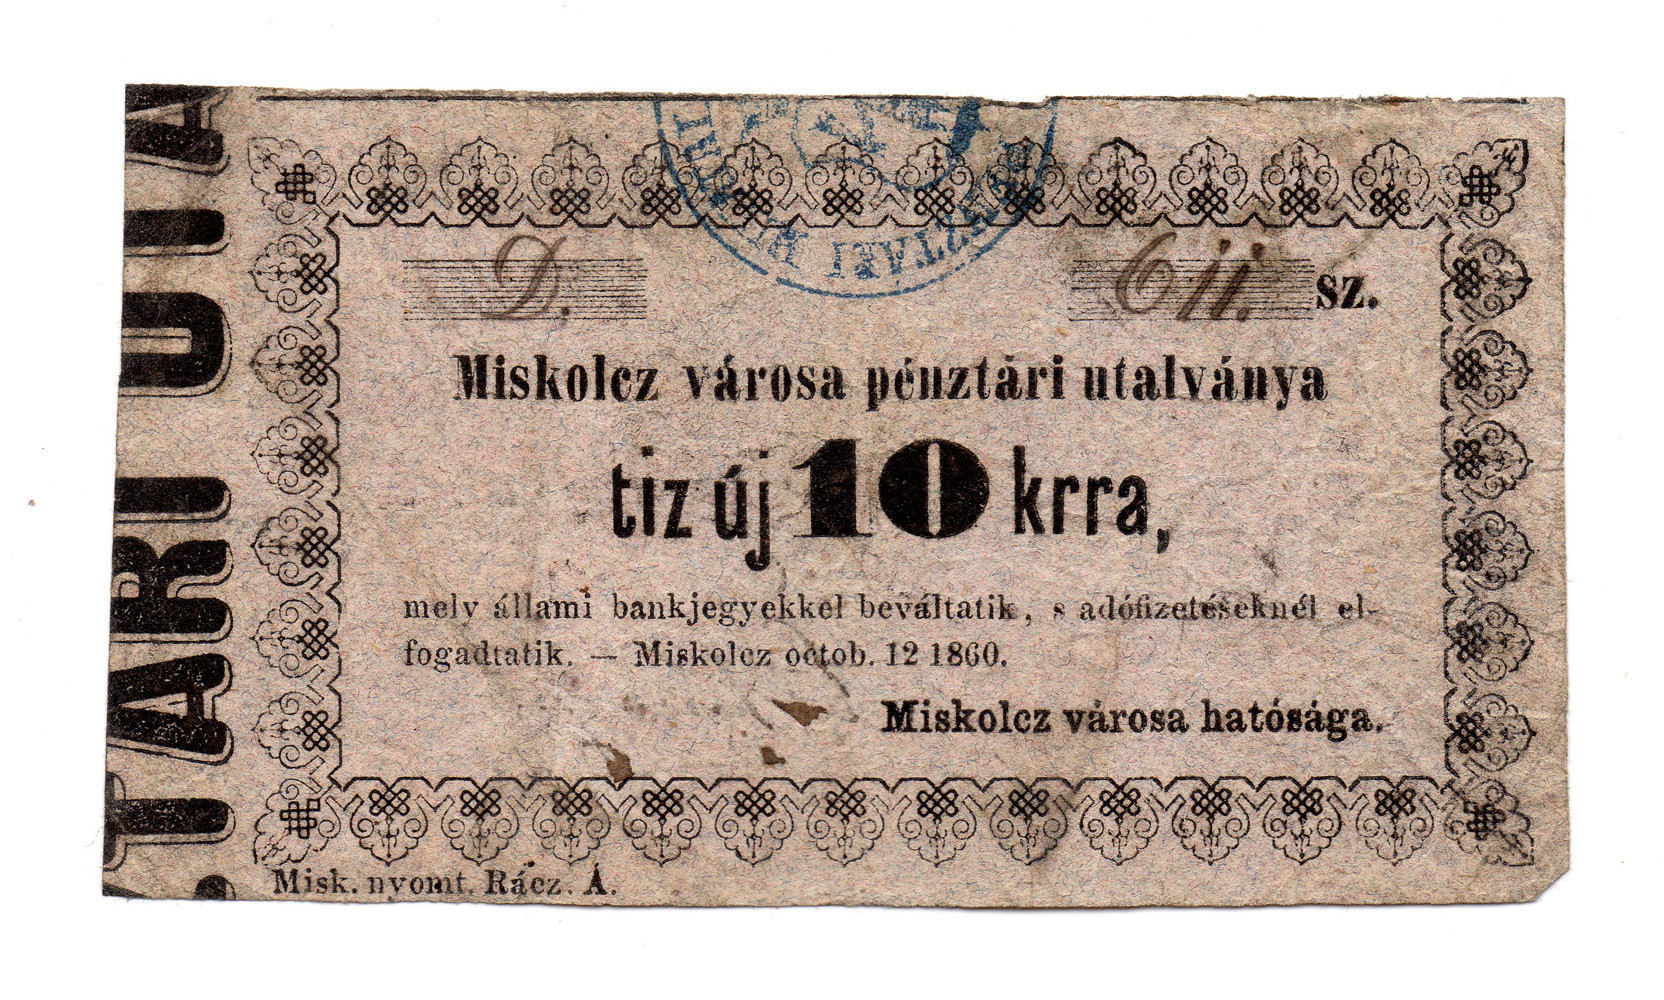 TÁRI UTA
D. 611. sz.
Miskolcz városa pénztári utalványa
tiz új 10 krra,
mely állami bankjegyekkel beváltatik, s adófizetéseknél el-
fogadtatik. — Miskolcz octob. 12 1860.
Miskolcz városa hatósága.
Misk. nyomt. Rácz. Á.